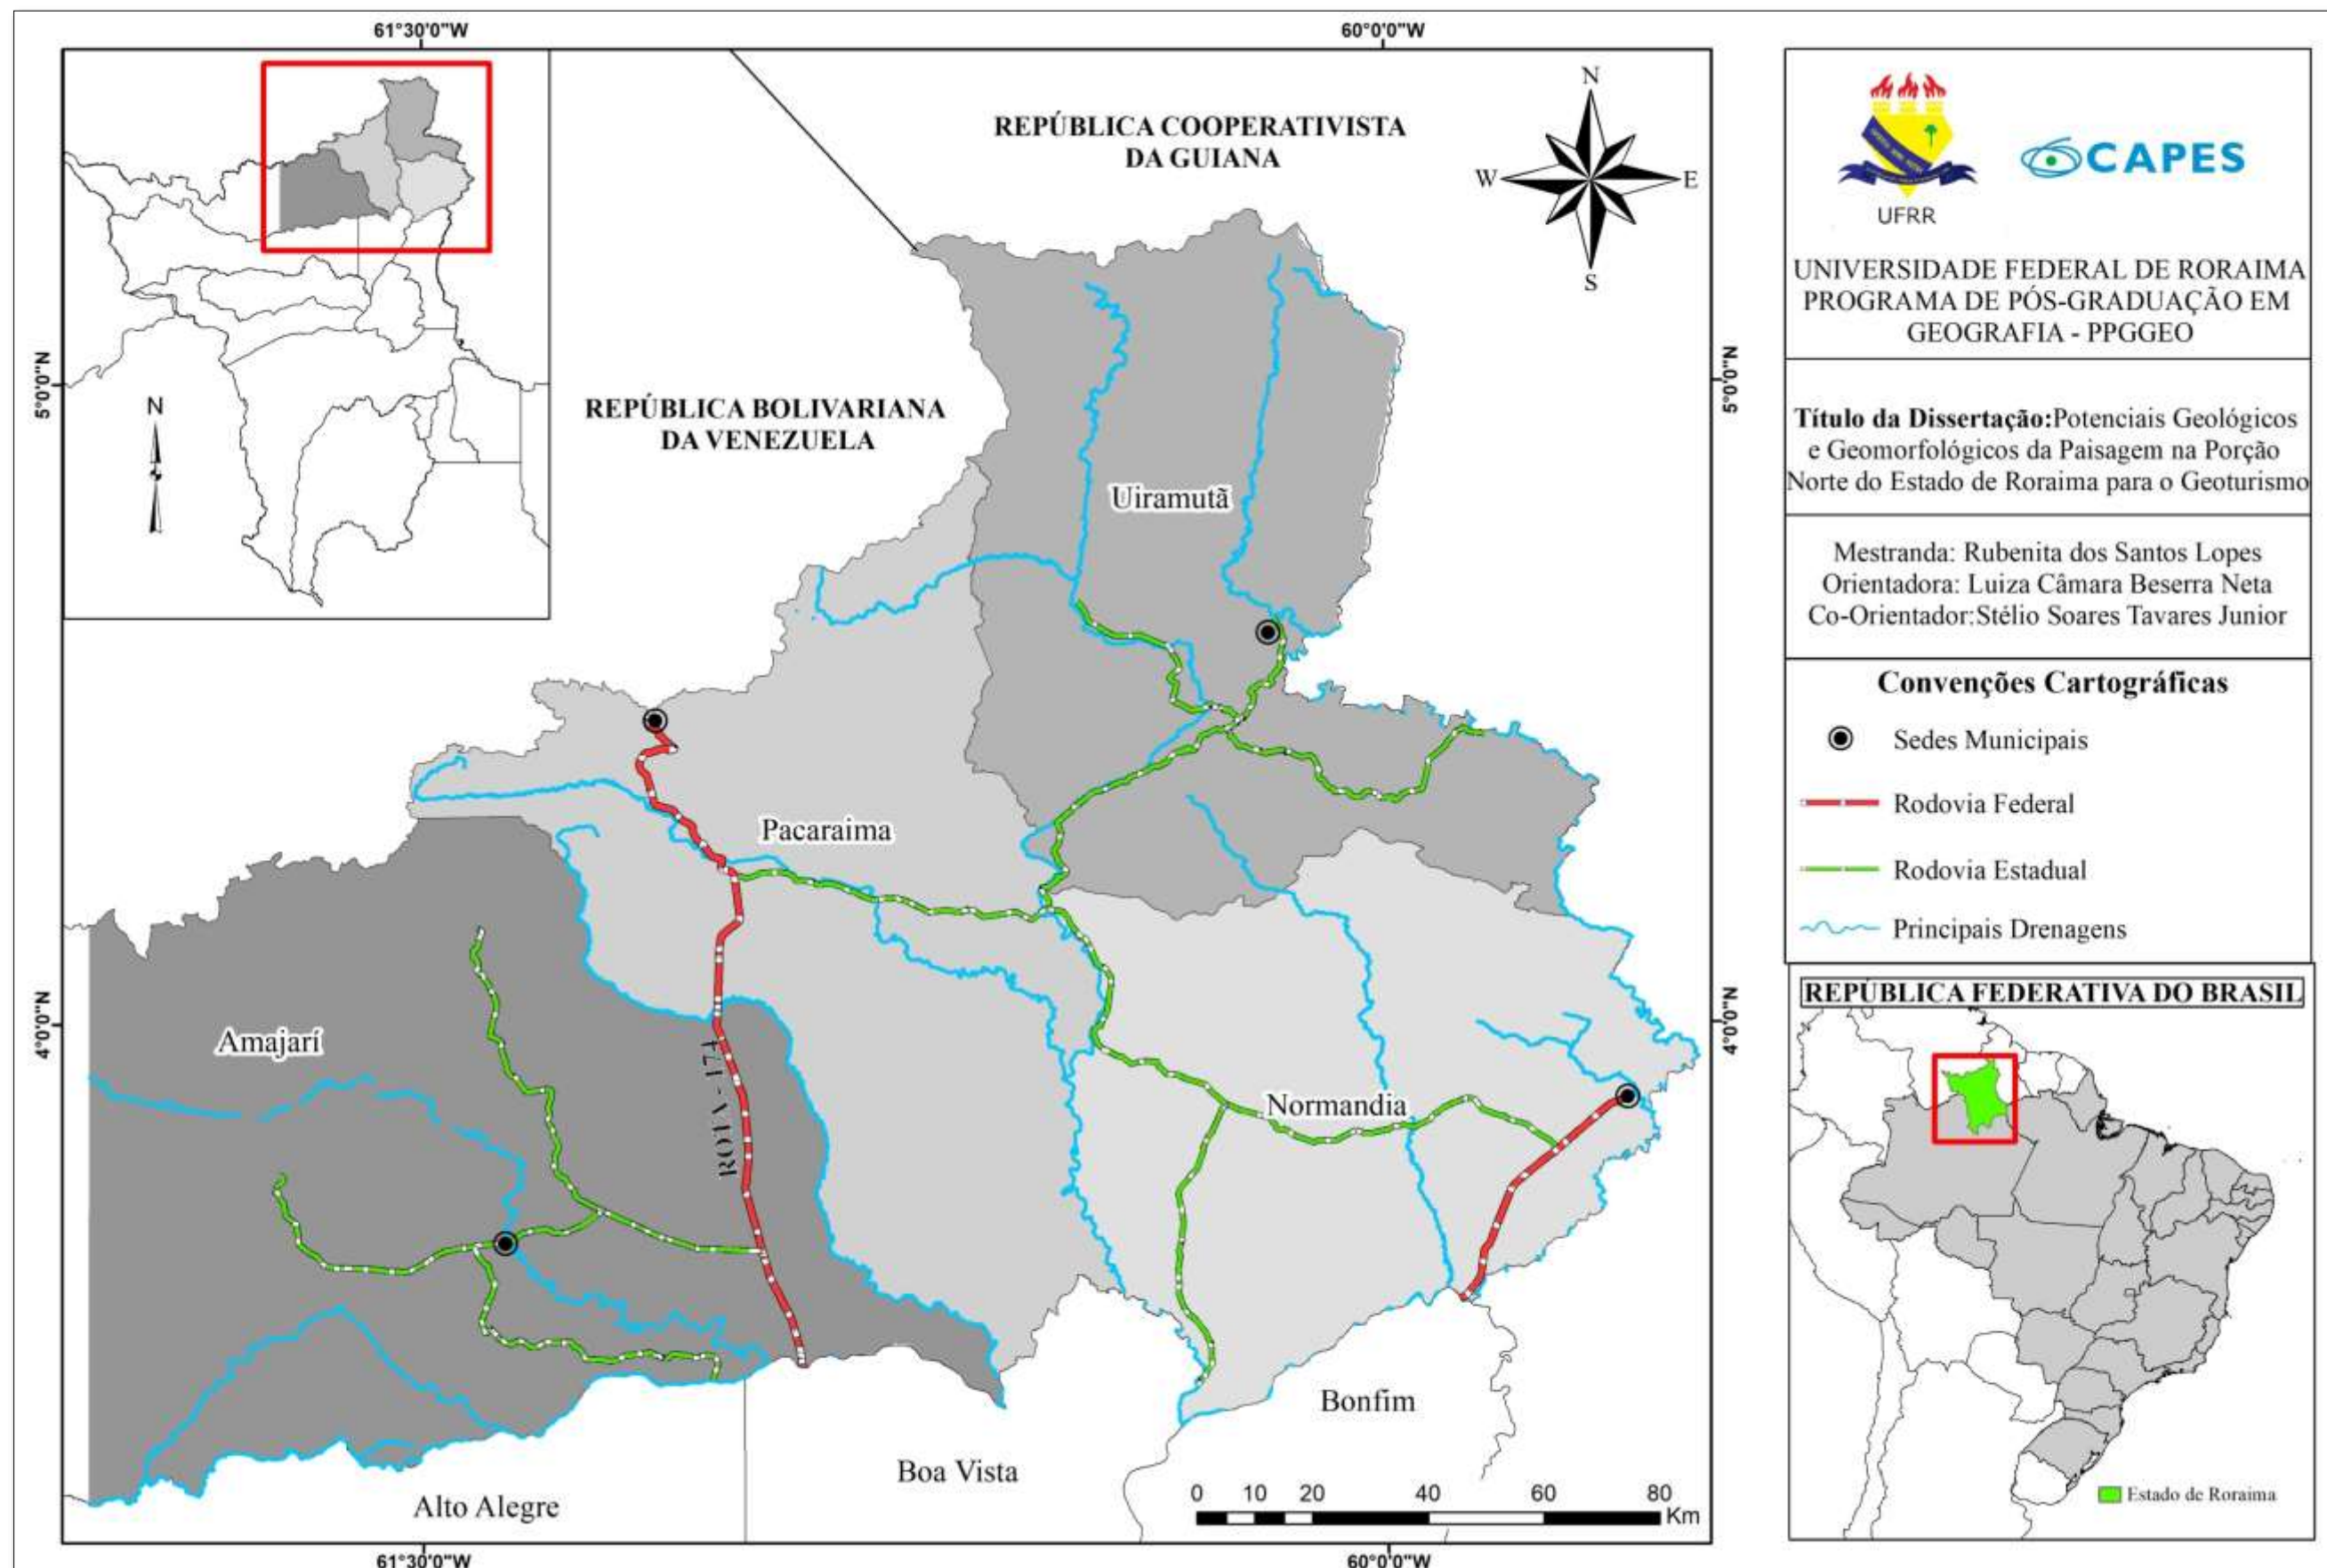 61°30'0"W
60°0'0"W
N
W
E
S
REPÚBLICA COOPERATIVISTA
DA GUIANA
REPÚBLICA BOLIVARIANA
DA VENEZUELA
5°0'0"N
5°0'0"N
N
Uiramutã
Pacaraima
Amajarí
ROTA - 174
Normandia
4°0'0"N
4°0'0"N
Bonfim
Boa Vista
Alto Alegre
0 10 20 40 60 80
Km
61°30'0"W
60°0'0"W
UFRR
CAPES
UNIVERSIDADE FEDERAL DE RORAIMA
PROGRAMA DE PÓS-GRADUAÇÃO EM
GEOGRAFIA - PPGGEO
Título da Dissertação:Potenciais Geológicos
e Geomorfológicos da Paisagem na Porção
Norte do Estado de Roraima para o Geoturismo
Mestranda: Rubenita dos Santos Lopes
Orientadora: Luiza Câmara Beserra Neta
Co-Orientador:Stélio Soares Tavares Junior
Convenções Cartográficas
Sedes Municipais
Rodovia Federal
Rodovia Estadual
Principais Drenagens
REPÚBLICA FEDERATIVA DO BRASIL
Estado de Roraima